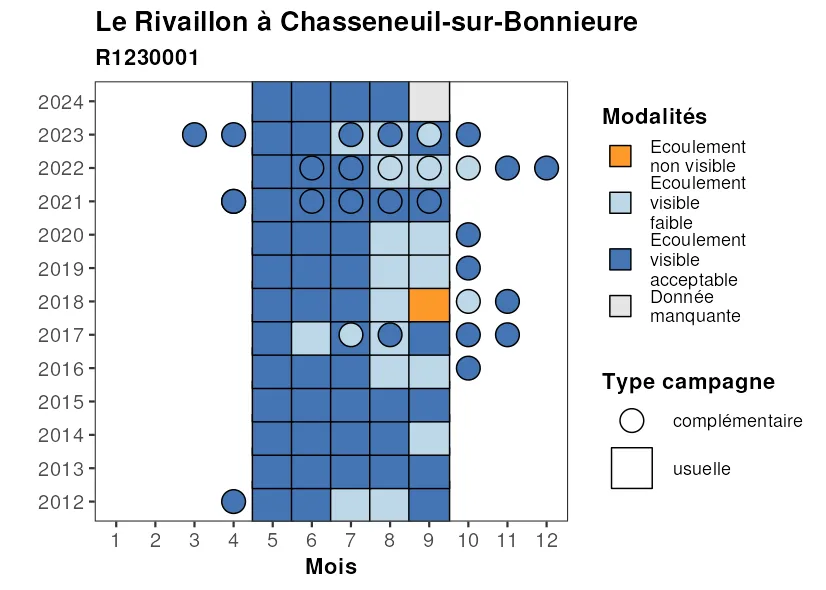 Le Rivaillon à Chasseneuil-sur-Bonnieure
R1230001
2024
2023
2022
2021
2020
2019
2018
2017
2016
2015
2014
2013
2012
1 2 3 4 5 6 7 8 9 10 11 12
Mois
Modalités
Ecoulement
non visible
Ecoulement
visible
faible
Ecoulement
visible
acceptable
Donnée
manquante
Type campagne
complémentaire
usuelle